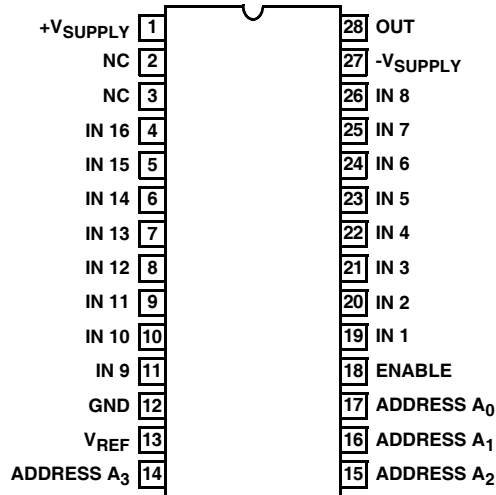 +VSUPPLY 1 28 OUT
NC 2 27 -VSUPPLY
NC 3 26 IN 8
IN 16 4 25 IN 7
IN 15 5 24 IN 6
IN 14 6 23 IN 5
IN 13 7 22 IN 4
IN 12 8 21 IN 3
IN 11 9 20 IN 2
IN 10 10 19 IN 1
IN 9 11 18 ENABLE
GND 12 17 ADDRESS A0
VREF 13 16 ADDRESS A1
ADDRESS A3 14 15 ADDRESS A2